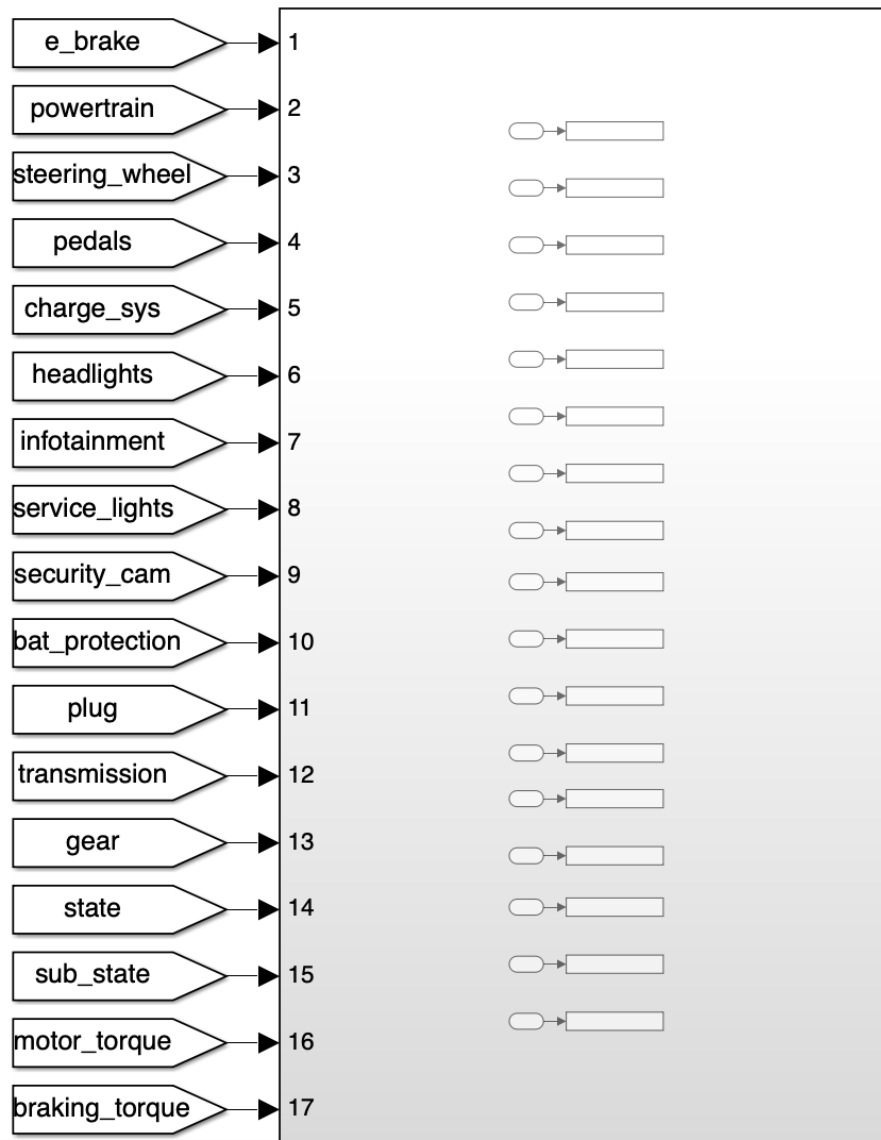 e_brake 1
powertrain 2
steering_wheel 3
pedals 4
charge_sys 5
headlights 6
infotainment 7
service_lights 8
security_cam 9
bat_protection 10
plug 11
transmission 12
gear 13
state 14
sub_state 15
motor_torque 16
braking_torque 17